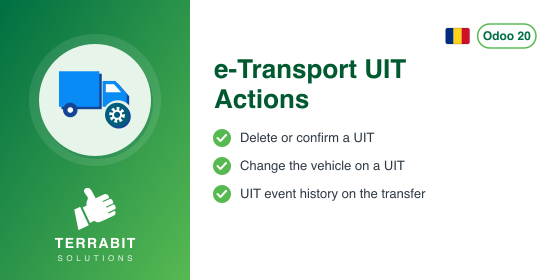 Odoo 20
e-Transport UIT
Actions
Delete or confirm a UIT
Change the vehicle on a UIT
UIT event history on the transfer
TERRABIT
SOLUTIONS